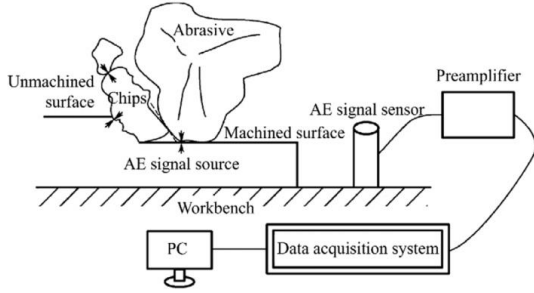 Abrasive
Unmachined
surface
Chips
Preamplifier
AE signal sensor
Machined surface
AE signal source
Workbench
PC
Data acquisition system